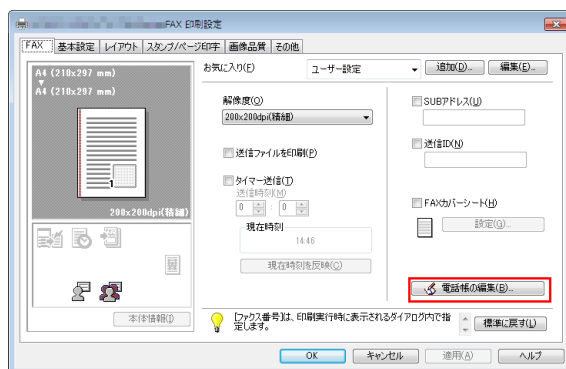 FAX 印刷設定
FAX 基本設定 レイアウト スタンプ/ページ印字 画像品質 その他
A4 (210x297 mm)
A4 (210x297 mm)
1
200x200dpi(精細)
本体情報(J)
お気に入り(F) ユーザー設定 追加(D)... 編集(E)...
解像度(O)
200x200dpi(精細)
送信ファイルを印刷(P)
タイマー送信(T)
送信時刻(M)
0 : 0
現在時刻
14:46
現在時刻を反映(C)
SUBアドレス(U)
送信ID(N)
FAXカバーシート(H)
設定(G)...
電話帳の編集(B)...
[ファクス番号]は、印刷実行時に表示されるダイアログ内で指定します。
標準に戻す(L)
OK キャンセル 適用(A) ヘルプ